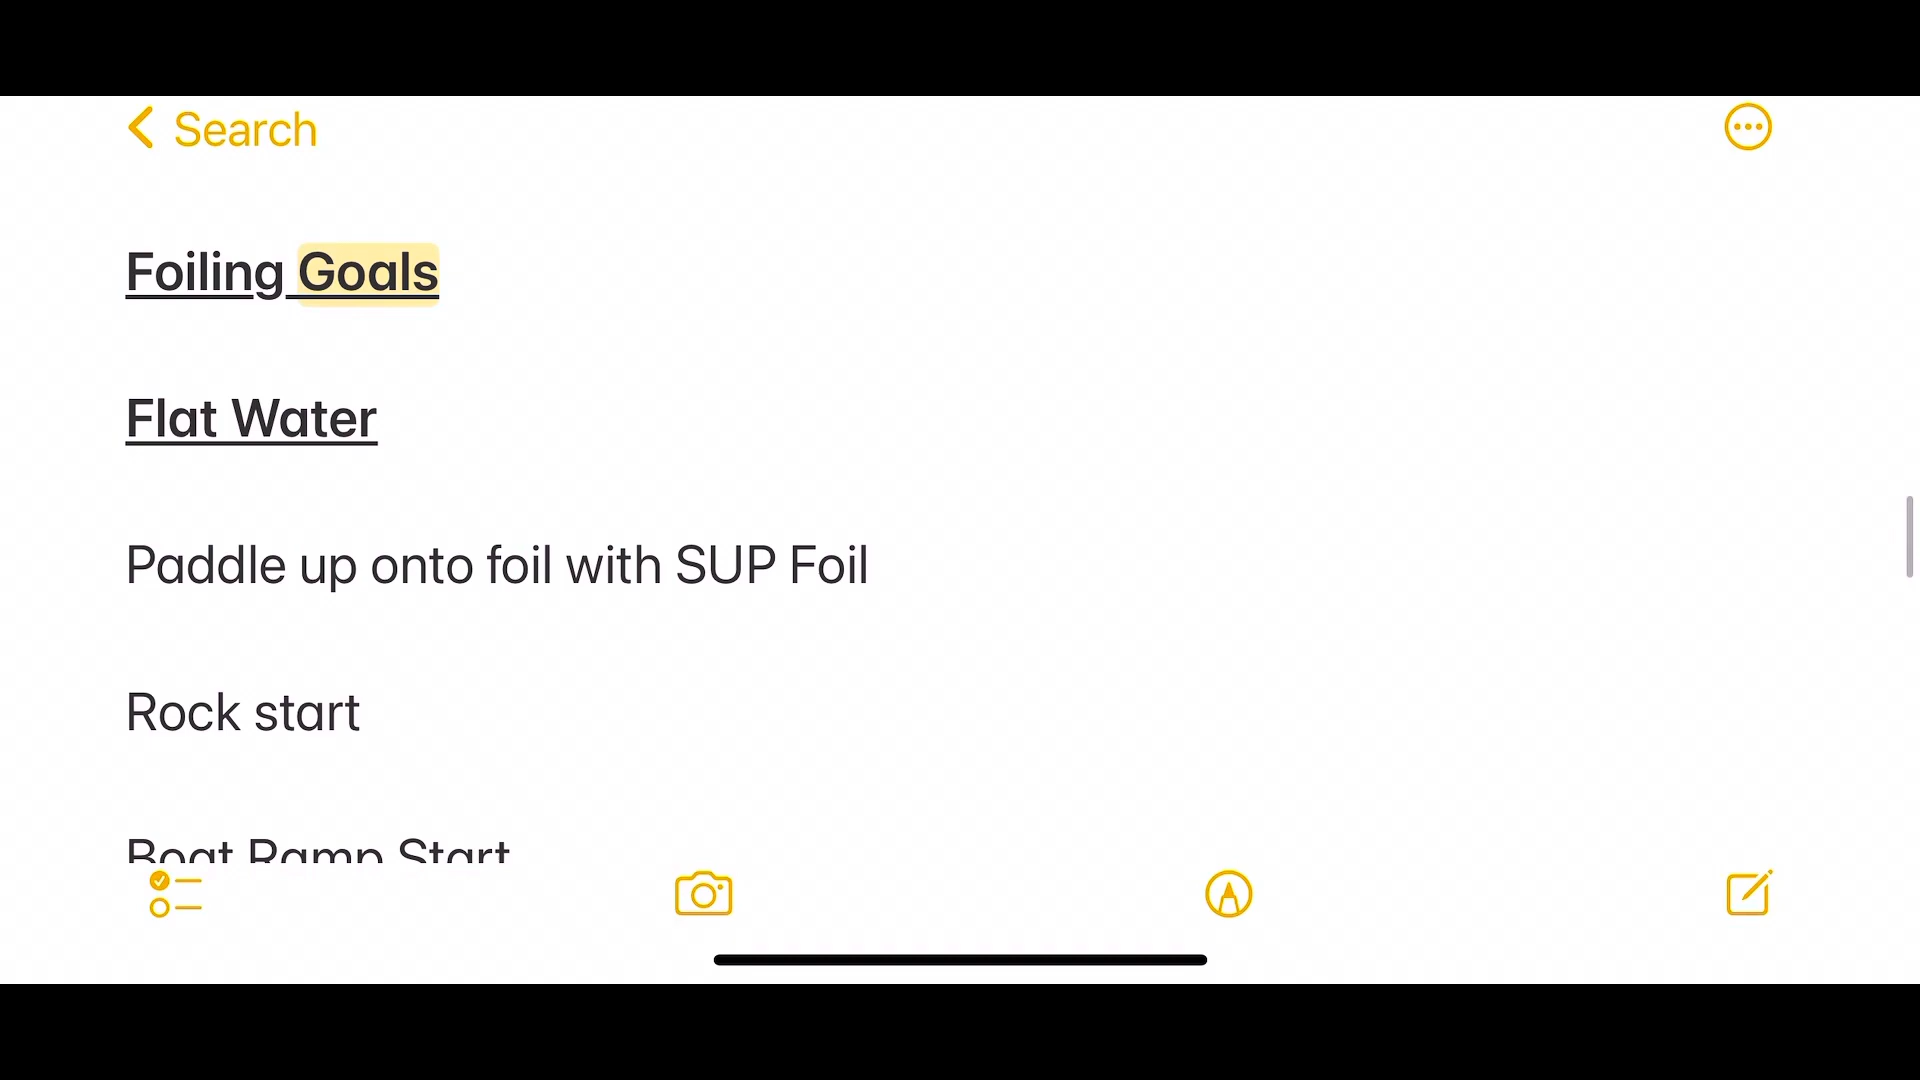 Search
Foiling Goals
Flat Water
Paddle up onto foil with SUP Foil
Rock start
Boat Ramp Start